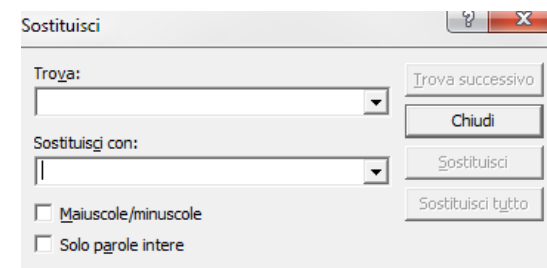 Sostituisci
Trova:
Trova successivo
Chiudi
Sostituisci con:
Sostituisci
Maiuscole/minuscole
Sostituisci tutto
Solo parole intere